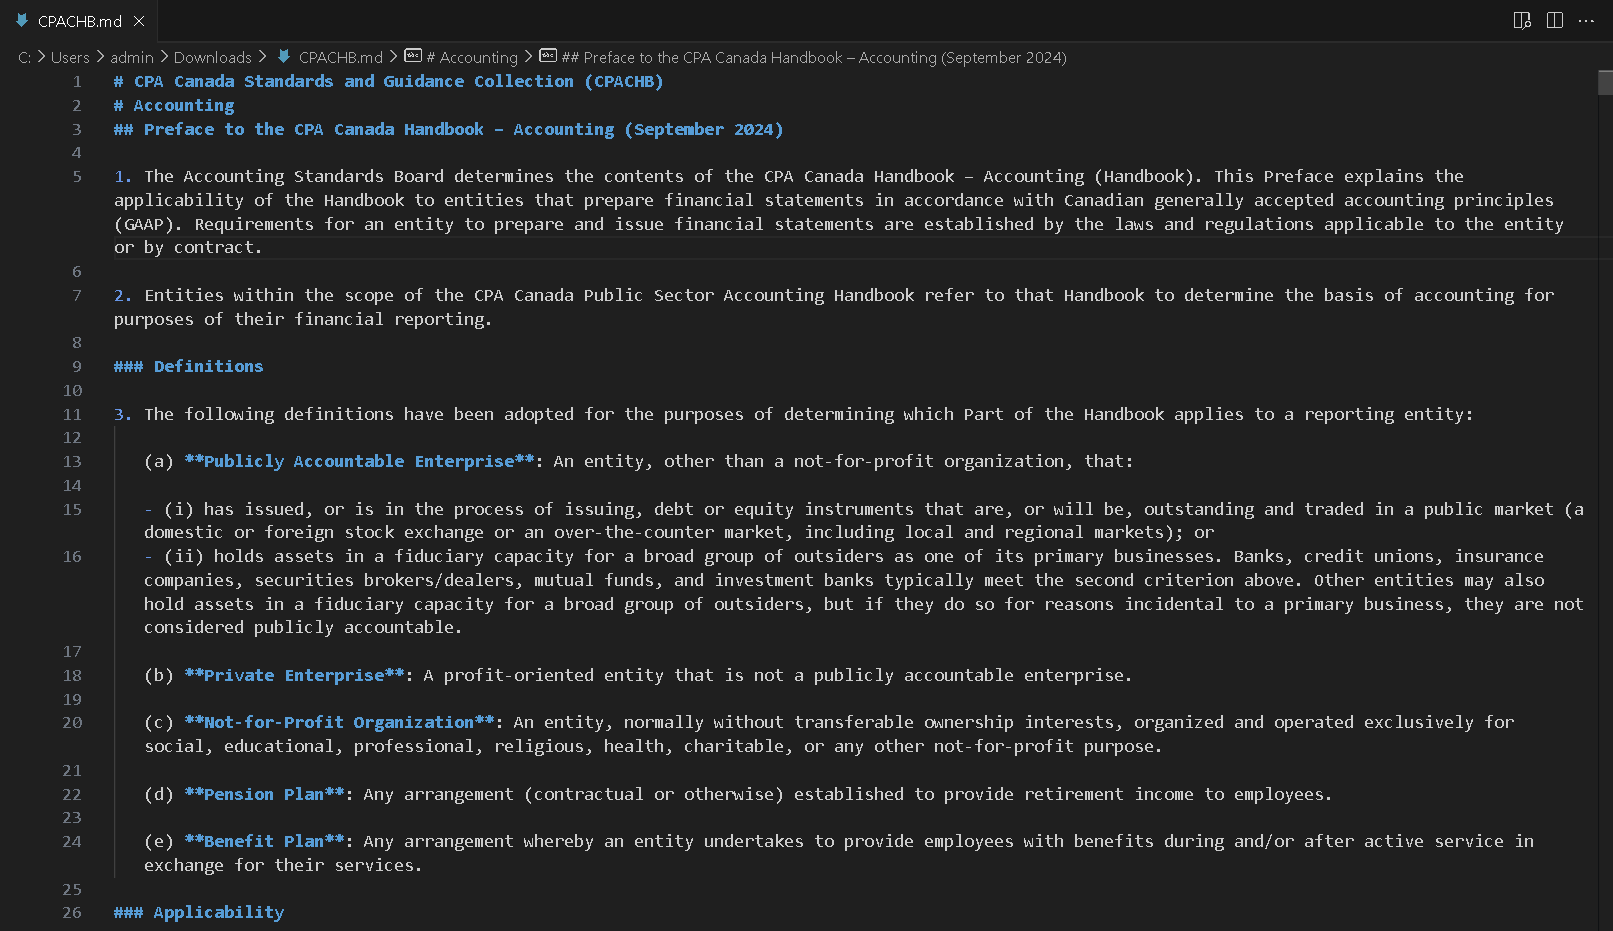 CPACHB.md
C: > Users > admin > Downloads > CPACHB.md > # Accounting > ## Preface to the CPA Canada Handbook – Accounting (September 2024)
1 # CPA Canada Standards and Guidance Collection (CPACHB)
2 # Accounting
3 ## Preface to the CPA Canada Handbook – Accounting (September 2024)
4
5 1. The Accounting Standards Board determines the contents of the CPA Canada Handbook – Accounting (Handbook). This Preface explains the
applicability of the Handbook to entities that prepare financial statements in accordance with Canadian generally accepted accounting principles
(GAAP). Requirements for an entity to prepare and issue financial statements are established by the laws and regulations applicable to the entity
or by contract.
6
7 2. Entities within the scope of the CPA Canada Public Sector Accounting Handbook refer to that Handbook to determine the basis of accounting for
purposes of their financial reporting.
8
9 ### Definitions
10
11 3. The following definitions have been adopted for the purposes of determining which Part of the Handbook applies to a reporting entity:
12
13 (a) **Publicly Accountable Enterprise**: An entity, other than a not-for-profit organization, that:
14
15 - (i) has issued, or is in the process of issuing, debt or equity instruments that are, or will be, outstanding and traded in a public market (a
domestic or foreign stock exchange or an over-the-counter market, including local and regional markets); or
16 - (ii) holds assets in a fiduciary capacity for a broad group of outsiders as one of its primary businesses. Banks, credit unions, insurance
companies, securities brokers/dealers, mutual funds, and investment banks typically meet the second criterion above. Other entities may also
hold assets in a fiduciary capacity for a broad group of outsiders, but if they do so for reasons incidental to a primary business, they are not
considered publicly accountable.
17
18 (b) **Private Enterprise**: A profit-oriented entity that is not a publicly accountable enterprise.
19
20 (c) **Not-for-Profit Organization**: An entity, normally without transferable ownership interests, organized and operated exclusively for
social, educational, professional, religious, health, charitable, or any other not-for-profit purpose.
21
22 (d) **Pension Plan**: Any arrangement (contractual or otherwise) established to provide retirement income to employees.
23
24 (e) **Benefit Plan**: Any arrangement whereby an entity undertakes to provide employees with benefits during and/or after active service in
exchange for their services.
25
26 ### Applicability